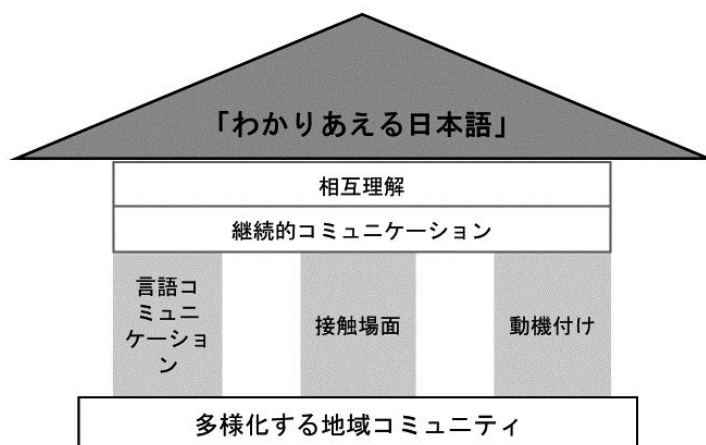 「わかりあえる日本語」
相互理解
継続的コミュニケーション
言語コ
ミュニ
ケーショ
ン
接触場面
動機付け
多様化する地域コミュニティ